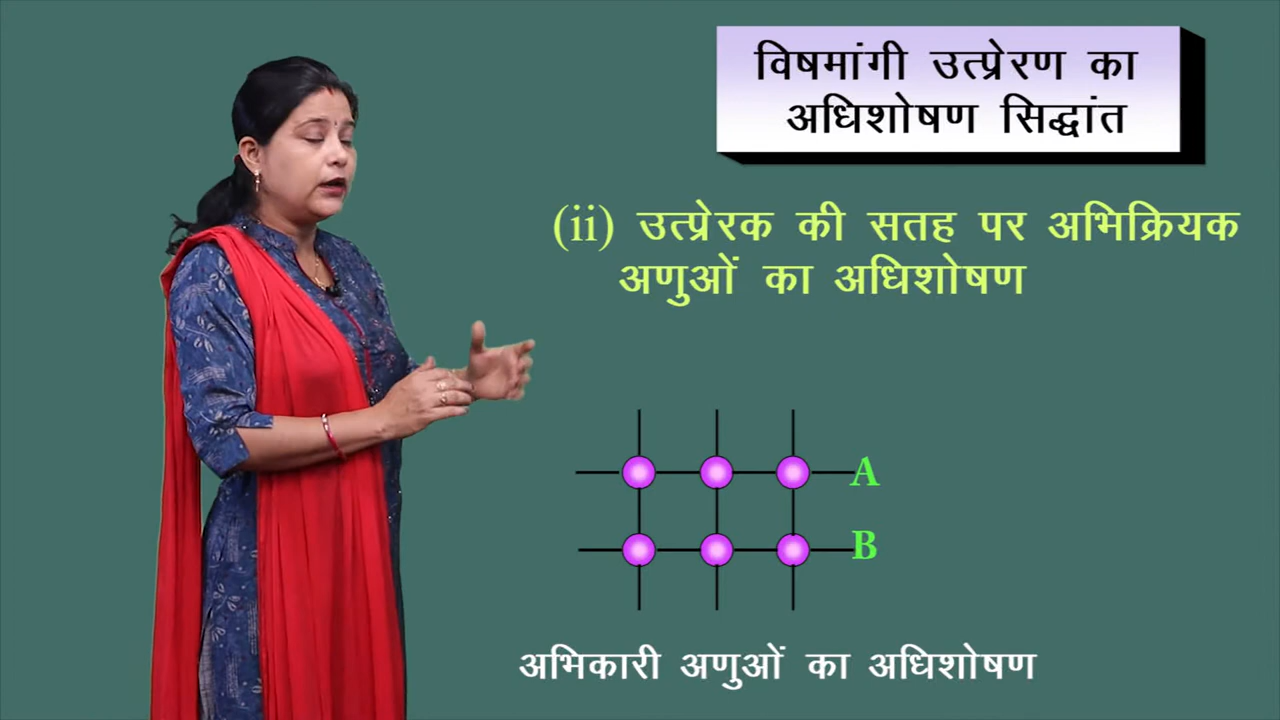 विषमांगी उत्प्रेरण का
अधिशोषण सिद्धांत
(ii) उत्प्रेरक की सतह पर अभिक्रियक
अणुओं का अधिशोषण
A
B
अभिकारी अणुओं का अधिशोषण